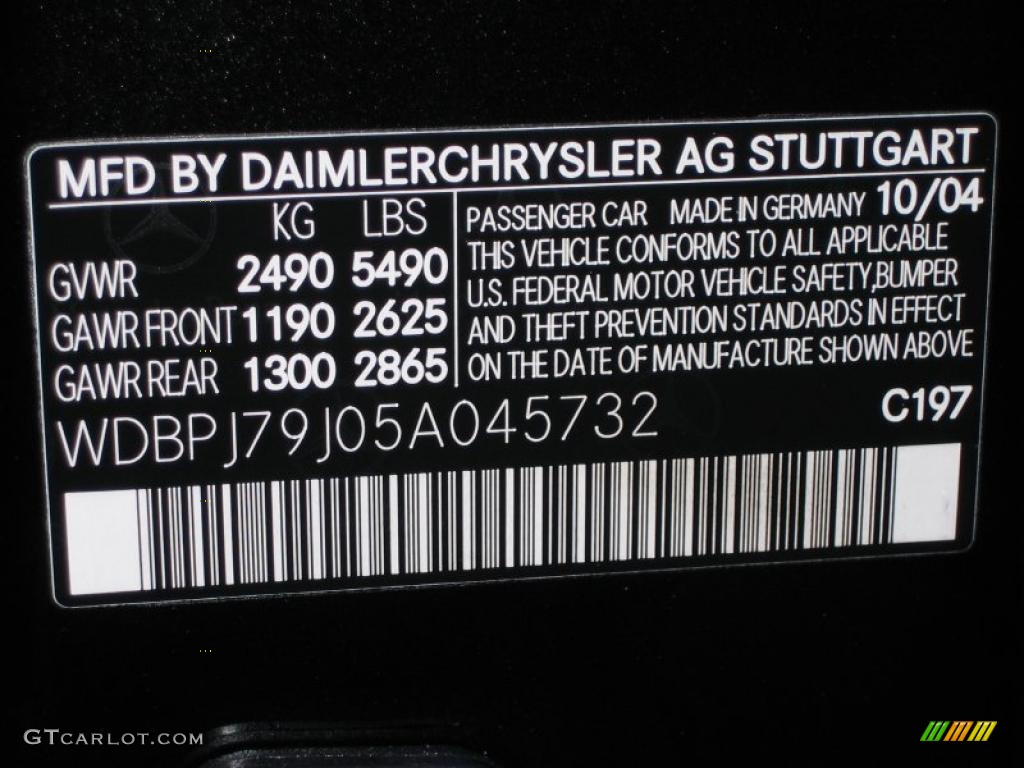 MFD BY DAIMLERCHRYSLER AG STUTTGART
KG LBS
GVWR 2490 5490
GAWR FRONT 1190 2625
GAWR REAR 1300 2865
PASSENGER CAR MADE IN GERMANY 10/04
THIS VEHICLE CONFORMS TO ALL APPLICABLE
U.S. FEDERAL MOTOR VEHICLE SAFETY,BUMPER
AND THEFT PREVENTION STANDARDS IN EFFECT
ON THE DATE OF MANUFACTURE SHOWN ABOVE
WDBPJ79J05A045732
C197
GTCARLOT.COM